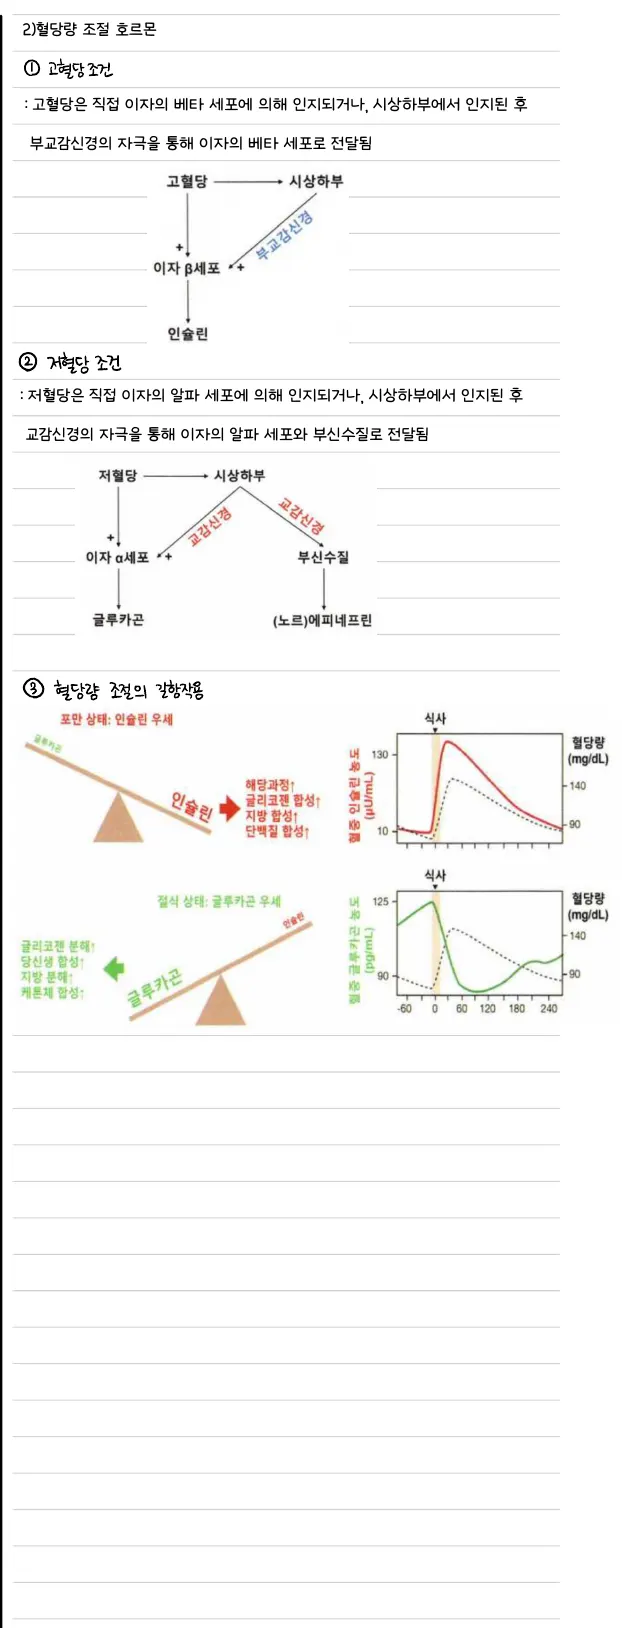 2)혈당량 조절 호르몬
① 고혈당 조건
: 고혈당은 직접 이자의 베타 세포에 의해 인지되거나, 시상하부에서 인지된 후
부교감신경의 자극을 통해 이자의 베타 세포로 전달됨
고혈당 시상하부
부교감신경
+
이자 β세포 +
인슐린
② 저혈당 조건
: 저혈당은 직접 이자의 알파 세포에 의해 인지되거나, 시상하부에서 인지된 후
교감신경의 자극을 통해 이자의 알파 세포와 부신수질로 전달됨
저혈당 시상하부
교감신경 교감신경
+
이자 α세포 + 부신수질
글루카곤 (노르)에피네프린
③ 혈당량 조절의 길항작용
포만 상태: 인슐린 우세
글루카곤
인슐린
해당과정↑
글리코젠 합성↑
지방 합성↑
단백질 합성↑
식사
혈중 인슐린 농도
(μU/mL)
130
10
혈당량
(mg/dL)
140
90
절식 상태: 글루카곤 우세
인슐린
글루카곤
글리코젠 분해↑
당신생 합성↑
지방 분해↑
케톤체 합성↑
식사
혈중 글루카곤 농도
(pg/mL)
125
90
혈당량
(mg/dL)
140
90
-60 0 60 120 180 240